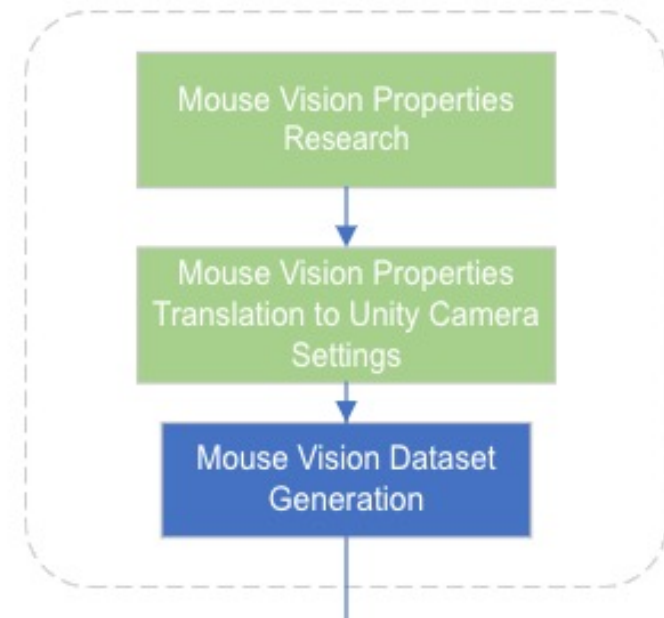 Mouse Vision Properties
Research
Mouse Vision Properties
Translation to Unity Camera
Settings
Mouse Vision Dataset
Generation